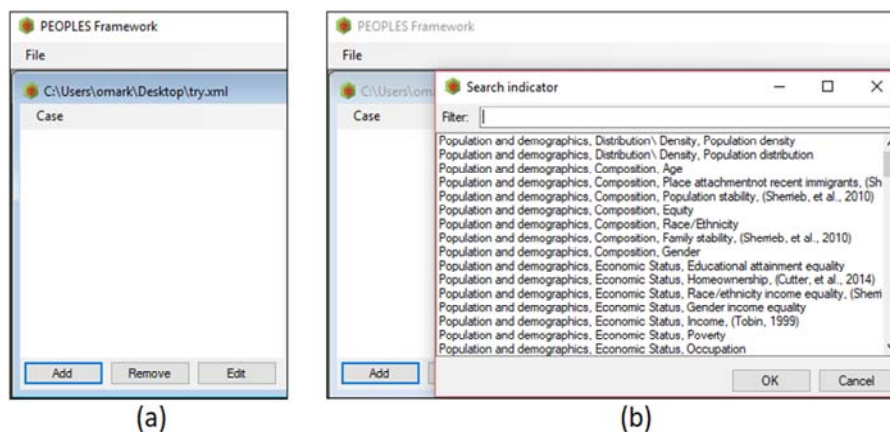 PEOPLES Framework
File
C:\Users\omark\Desktop\try.xml
Case
Add
Remove
Edit
(a)
PEOPLES Framework
File
C:\Users\om
Case
Add
Search indicator
Filter:
Population and demographics, Distribution\ Density, Population density
Population and demographics, Distribution\ Density, Population distribution
Population and demographics, Composition, Age
Population and demographics, Composition, Place attachmentnot recent immigrants, (Sh
Population and demographics, Composition, Population stability, (Sherrieb, et al., 2010)
Population and demographics, Composition, Equity
Population and demographics, Composition, Race/Ethnicity
Population and demographics, Composition, Family stability, (Sherrieb, et al., 2010)
Population and demographics, Composition, Gender
Population and demographics, Economic Status, Educational attainment equality
Population and demographics, Economic Status, Homeownership, (Cutter, et al., 2014)
Population and demographics, Economic Status, Race/ethnicity income equality, (Sherri
Population and demographics, Economic Status, Gender income equality
Population and demographics, Economic Status, Income, (Tobin, 1999)
Population and demographics, Economic Status, Poverty
Population and demographics, Economic Status, Occupation
OK
Cancel
(b)